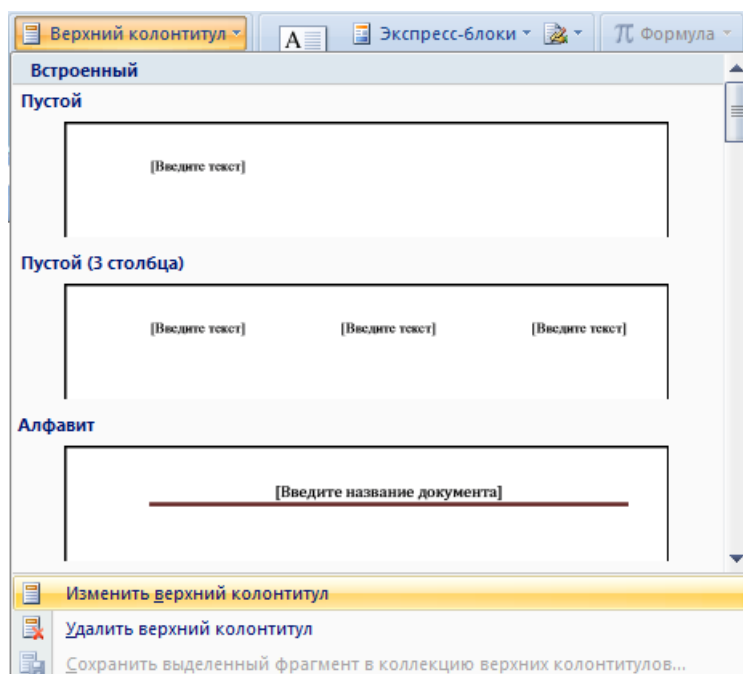 Верхний колонтитул A Экспресс-блоки π Формула
Встроенный
Пустой
[Введите текст]
Пустой (3 столбца)
[Введите текст] [Введите текст] [Введите текст]
Алфавит
[Введите название документа]
Изменить верхний колонтитул
Удалить верхний колонтитул
Сохранить выделенный фрагмент в коллекцию верхних колонтитулов...